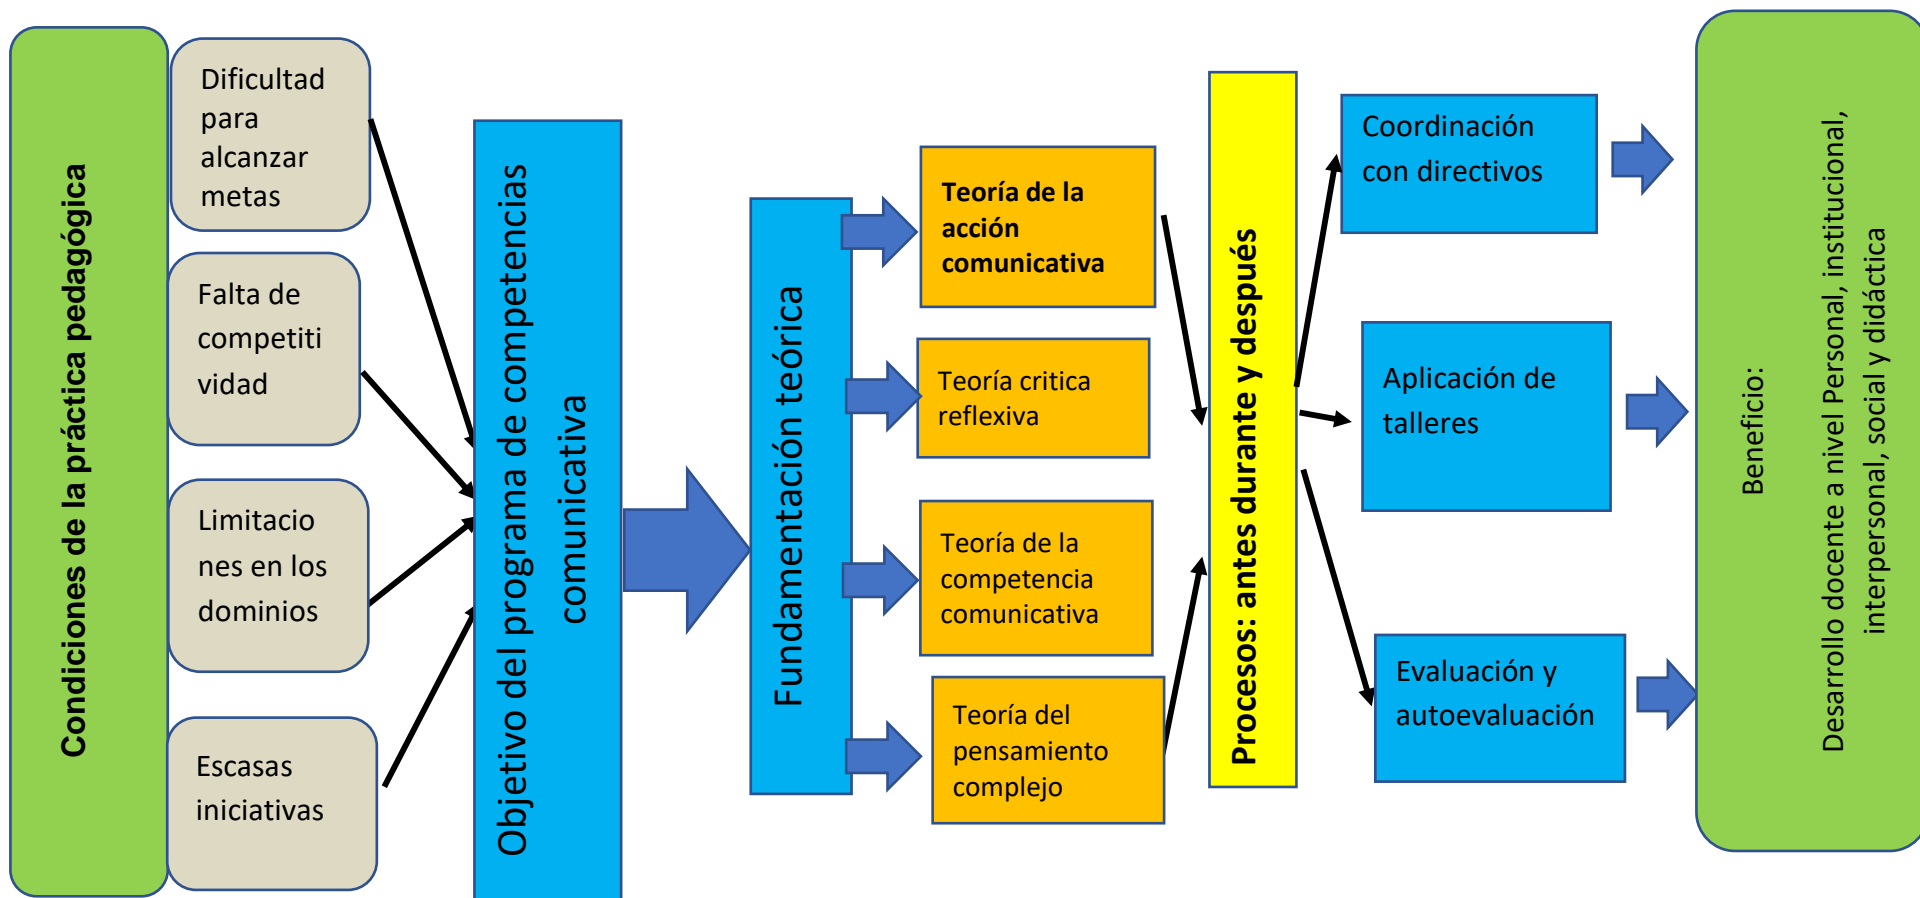 Condiciones de la práctica pedagógica
Dificultad
para
alcanzar
metas
Falta de
competiti
vidad
Limitacio
nes en los
dominios
Escasas
iniciativas
Objetivo del programa de competencias
comunicativa
Fundamentación teórica
Teoría de la
acción
comunicativa
Teoría critica
reflexiva
Teoría de la
competencia
comunicativa
Teoría del
pensamiento
complejo
Procesos: antes durante y después
Coordinación
con directivos
Aplicación de
talleres
Evaluación y
autoevaluación
Beneficio:
Desarrollo docente a nivel Personal, institucional,
interpersonal, social y didáctica